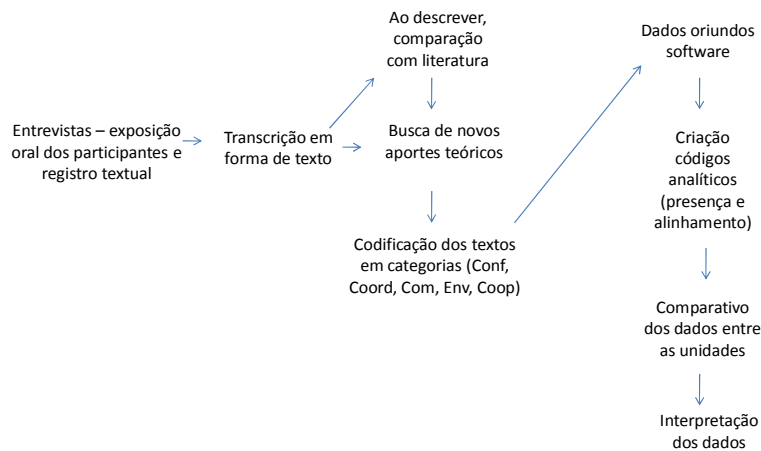 Entrevistas – exposição
oral dos participantes e
registro textual
Transcrição em
forma de texto
Ao descrever,
comparação
com literatura
Busca de novos
aportes teóricos
Codificação dos textos
em categorias (Conf,
Coord, Com, Env, Coop)
Dados oriundos
software
Criação
códigos
analíticos
(presença e
alinhamento)
Comparativo
dos dados entre
as unidades
Interpretação
dos dados